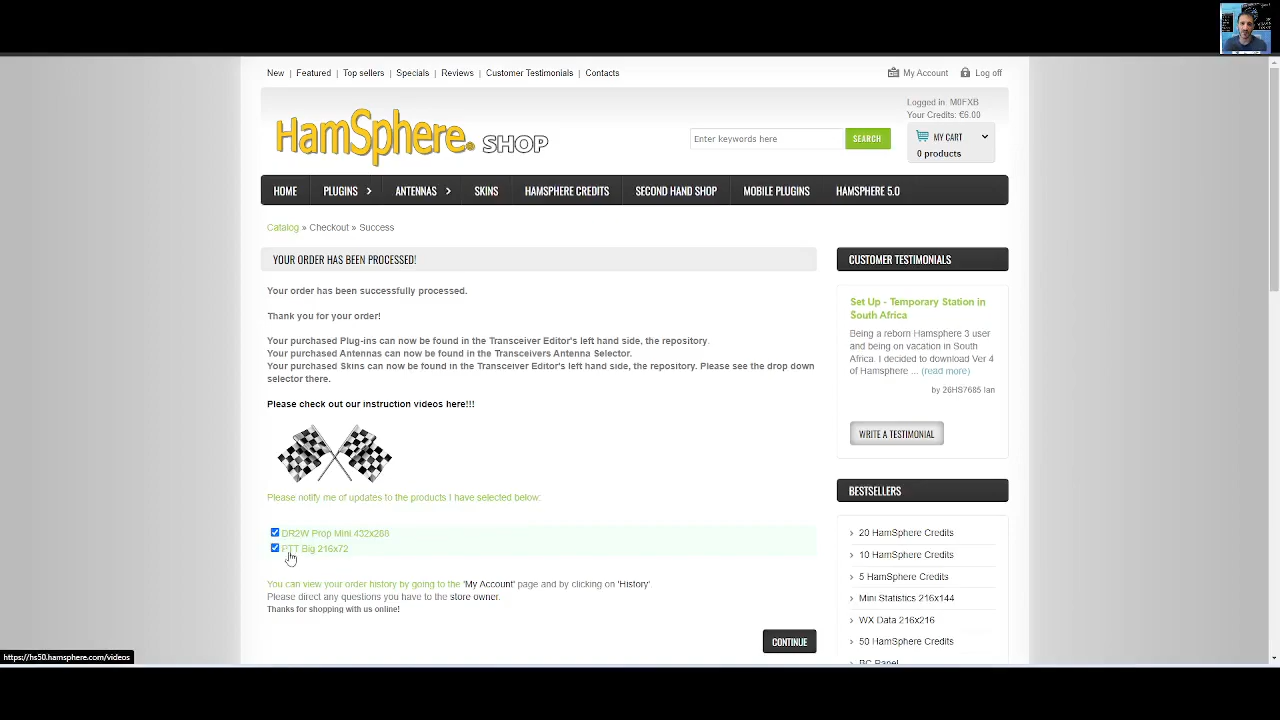 New | Featured | Top sellers | Specials | Reviews | Customer Testimonials | Contacts
My Account Log off
HamSphere® SHOP
Logged in: M0FXB
Your Credits: €6.00
Enter keywords here SEARCH
MY CART
0 products
HOME PLUGINS ANTENNAS SKINS HAMSPHERE CREDITS SECOND HAND SHOP MOBILE PLUGINS HAMSPHERE 5.0
Catalog » Checkout » Success
YOUR ORDER HAS BEEN PROCESSED!
Your order has been successfully processed.
Thank you for your order!
Your purchased Plug-ins can now be found in the Transceiver Editor's left hand side, the repository.
Your purchased Antennas can now be found in the Transceivers Antenna Selector.
Your purchased Skins can now be found in the Transceiver Editor's left hand side, the repository. Please see the drop down
selector there.
Please check out our instruction videos here!!!
Please notify me of updates to the products I have selected below:
DR2W Prop Mini 432x288
PTT Big 216x72
You can view your order history by going to the 'My Account' page and by clicking on 'History'.
Please direct any questions you have to the store owner.
Thanks for shopping with us online!
CONTINUE
CUSTOMER TESTIMONIALS
Set Up - Temporary Station in
South Africa
Being a reborn Hamsphere 3 user
and being on vacation in South
Africa. I decided to download Ver 4
of Hamsphere ... (read more)
by 26HS7685 Ian
WRITE A TESTIMONIAL
BESTSELLERS
20 HamSphere Credits
10 HamSphere Credits
5 HamSphere Credits
Mini Statistics 216x144
WX Data 216x216
50 HamSphere Credits
BC Panel
https://hs50.hamsphere.com/videos